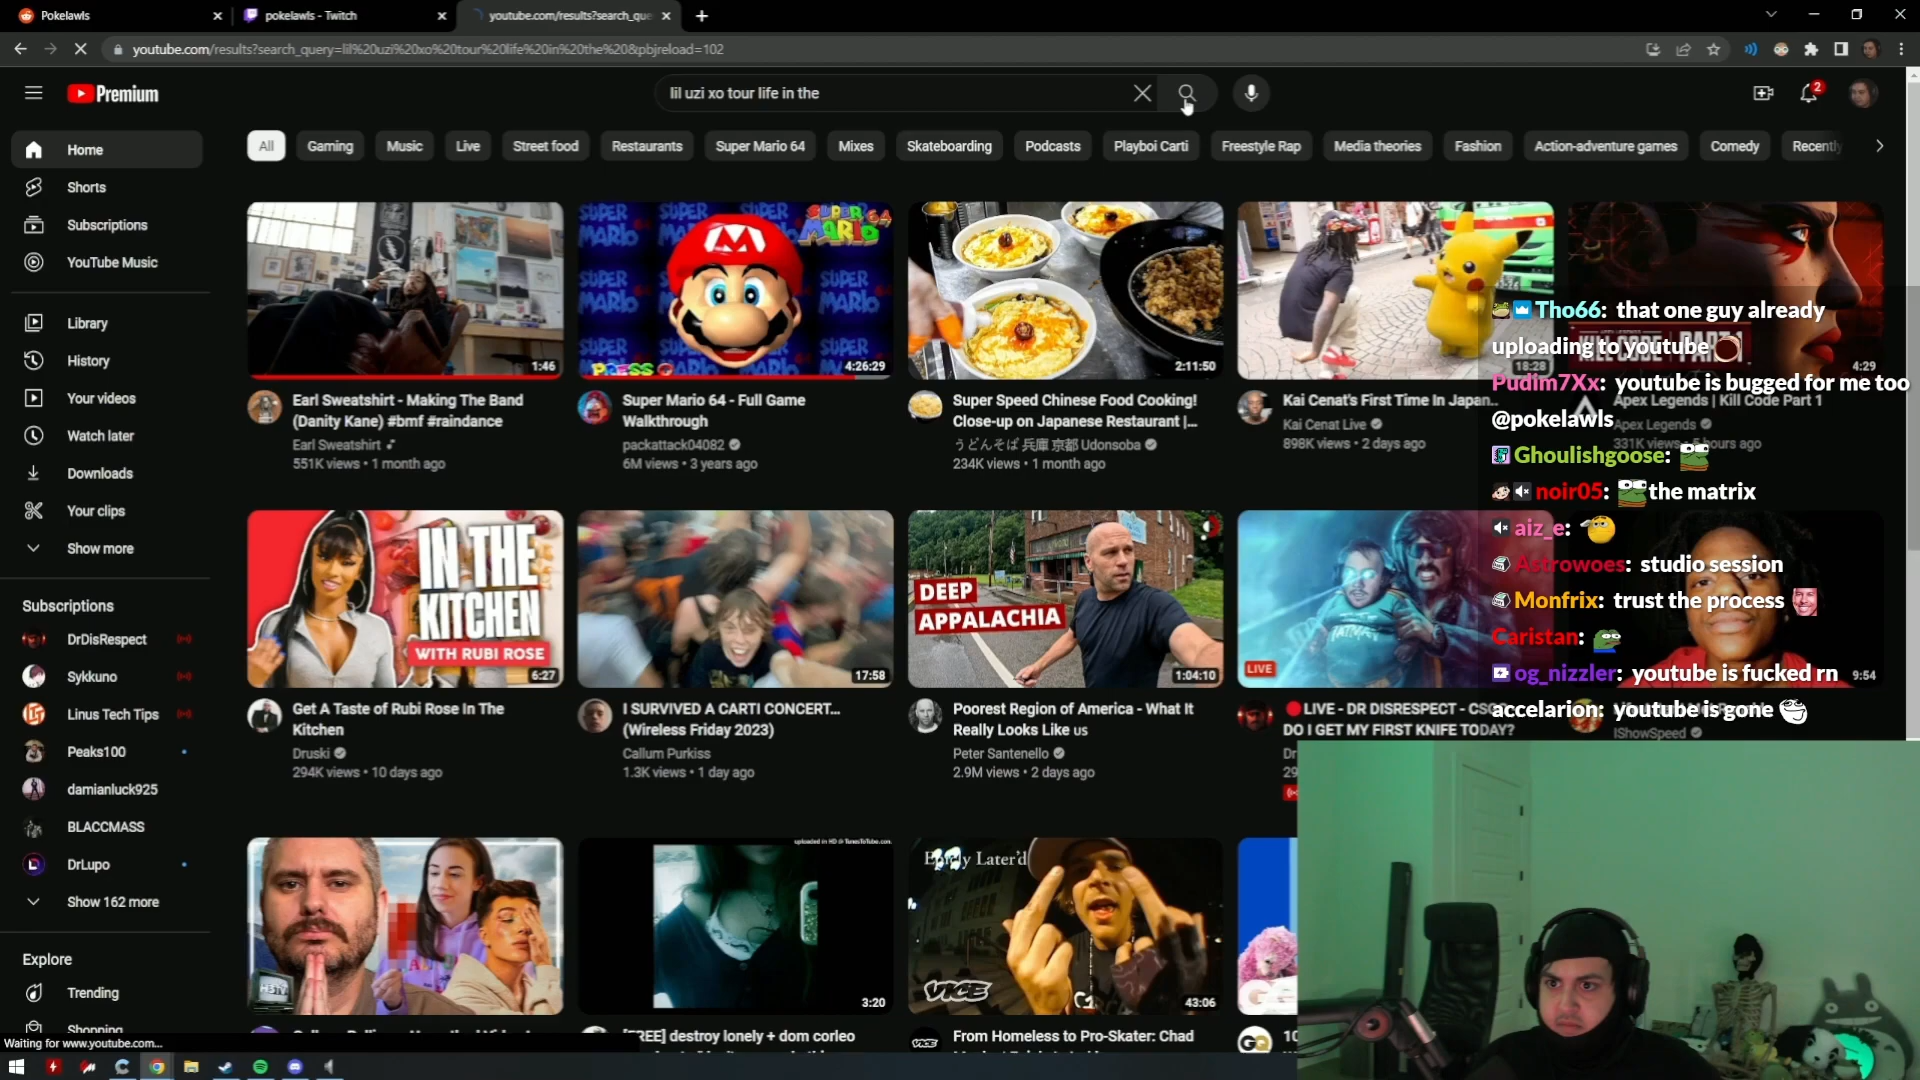 Pokelawls
pokelawls - Twitch
youtube.com/results?search_que
youtube.com/results?search_query=lil%20uzi%20xo%20tour%20life%20in%20the%20&pbjreload=102
Premium
lil uzi xo tour life in the
2
Home
Shorts
Subscriptions
YouTube Music
Library
History
Your videos
Watch later
Downloads
Your clips
Show more
Subscriptions
DrDisRespect
Sykkuno
Linus Tech Tips
Peaks100
damianluck925
BLACCMASS
DrLupo
Show 162 more
Explore
Trending
Shopping
Waiting for www.youtube.com...
All
Gaming
Music
Live
Street food
Restaurants
Super Mario 64
Mixes
Skateboarding
Podcasts
Playboi Carti
Freestyle Rap
Media theories
Fashion
Action-adventure games
Comedy
Recently
1:46
SUPER MARIO 64
PRESS
4:26:29
2:11:50
18:28
4:29
Earl Sweatshirt - Making The Band
(Danity Kane) #bmf #raindance
Earl Sweatshirt
551K views • 1 month ago
Super Mario 64 - Full Game
Walkthrough
packattack04082
6M views • 3 years ago
Super Speed Chinese Food Cooking!
Close-up on Japanese Restaurant |...
うどんそば 兵庫 京都 Udonsoba
234K views • 1 month ago
Kai Cenat's First Time In Japan..
Kai Cenat Live
898K views • 2 days ago
Apex Legends | Kill Code Part 1
Apex Legends
331K views
hours ago
IN THE
KITCHEN
WITH RUBI ROSE
6:27
17:58
DEEP
APPALACHIA
1:04:10
LIVE
9:54
Get A Taste of Rubi Rose In The
Kitchen
Druski
294K views • 10 days ago
I SURVIVED A CARTI CONCERT...
(Wireless Friday 2023)
Callum Purkiss
1.3K views • 1 day ago
Poorest Region of America - What It
Really Looks Like us
Peter Santenello
2.9M views • 2 days ago
LIVE - DR DISRESPECT - CSGO
DO I GET MY FIRST KNIFE TODAY?
IShowSpeed
uploaded in HD @ TunesToTube.com
3:20
Later'd
VICE
43:06
[FREE] destroy lonely + dom corleo
VICE
From Homeless to Pro-Skater: Chad
GQ
Tho66: that one guy already
uploading to youtube
Pudim7Xx: youtube is bugged for me too
@pokelawls
Ghoulishgoose:
noir05: the matrix
aiz_e:
Astrowoes: studio session
Monfrix: trust the process
Caristan:
og_nizzler: youtube is fucked rn
accelarion: youtube is gone